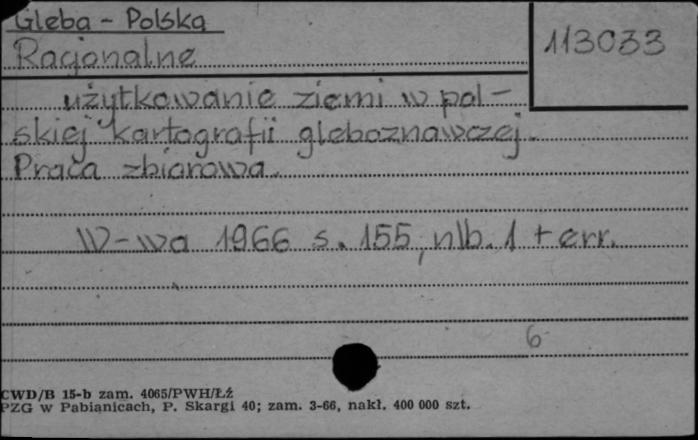 Gleba - Polska
113033
Racjonalne
użytkowanie ziemi w pol-
skiej kartografii gleboznawczej.
Praca zbiorowa.
W-wa 1966 s. 155, nlb. 1 + err.
6
CWD/B 15-b zam. 4065/PWH/Łź
PZG w Pabianicach, P. Skargi 40; zam. 3-66, nakł. 400 000 szt.